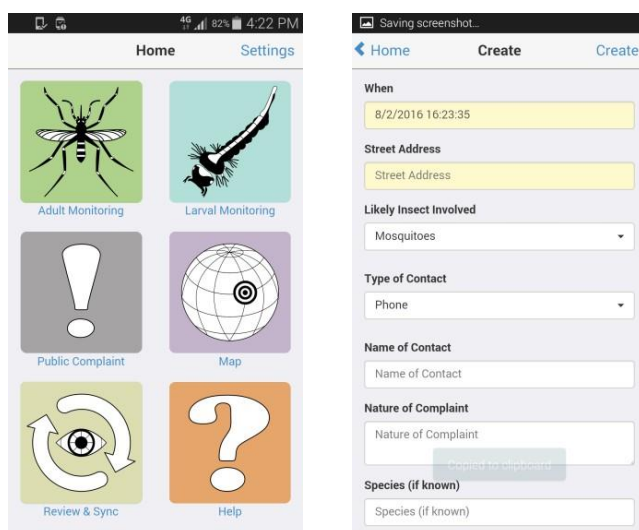 4G 82% 4:22 PM
Home Settings
Adult Monitoring Larval Monitoring
Public Complaint Map
Review & Sync Help
Saving screenshot...
Home Create Create
When
8/2/2016 16:23:35
Street Address
Street Address
Likely Insect Involved
Mosquitoes
Type of Contact
Phone
Name of Contact
Name of Contact
Nature of Complaint
Nature of Complaint
Copied to clipboard
Species (if known)
Species (if known)